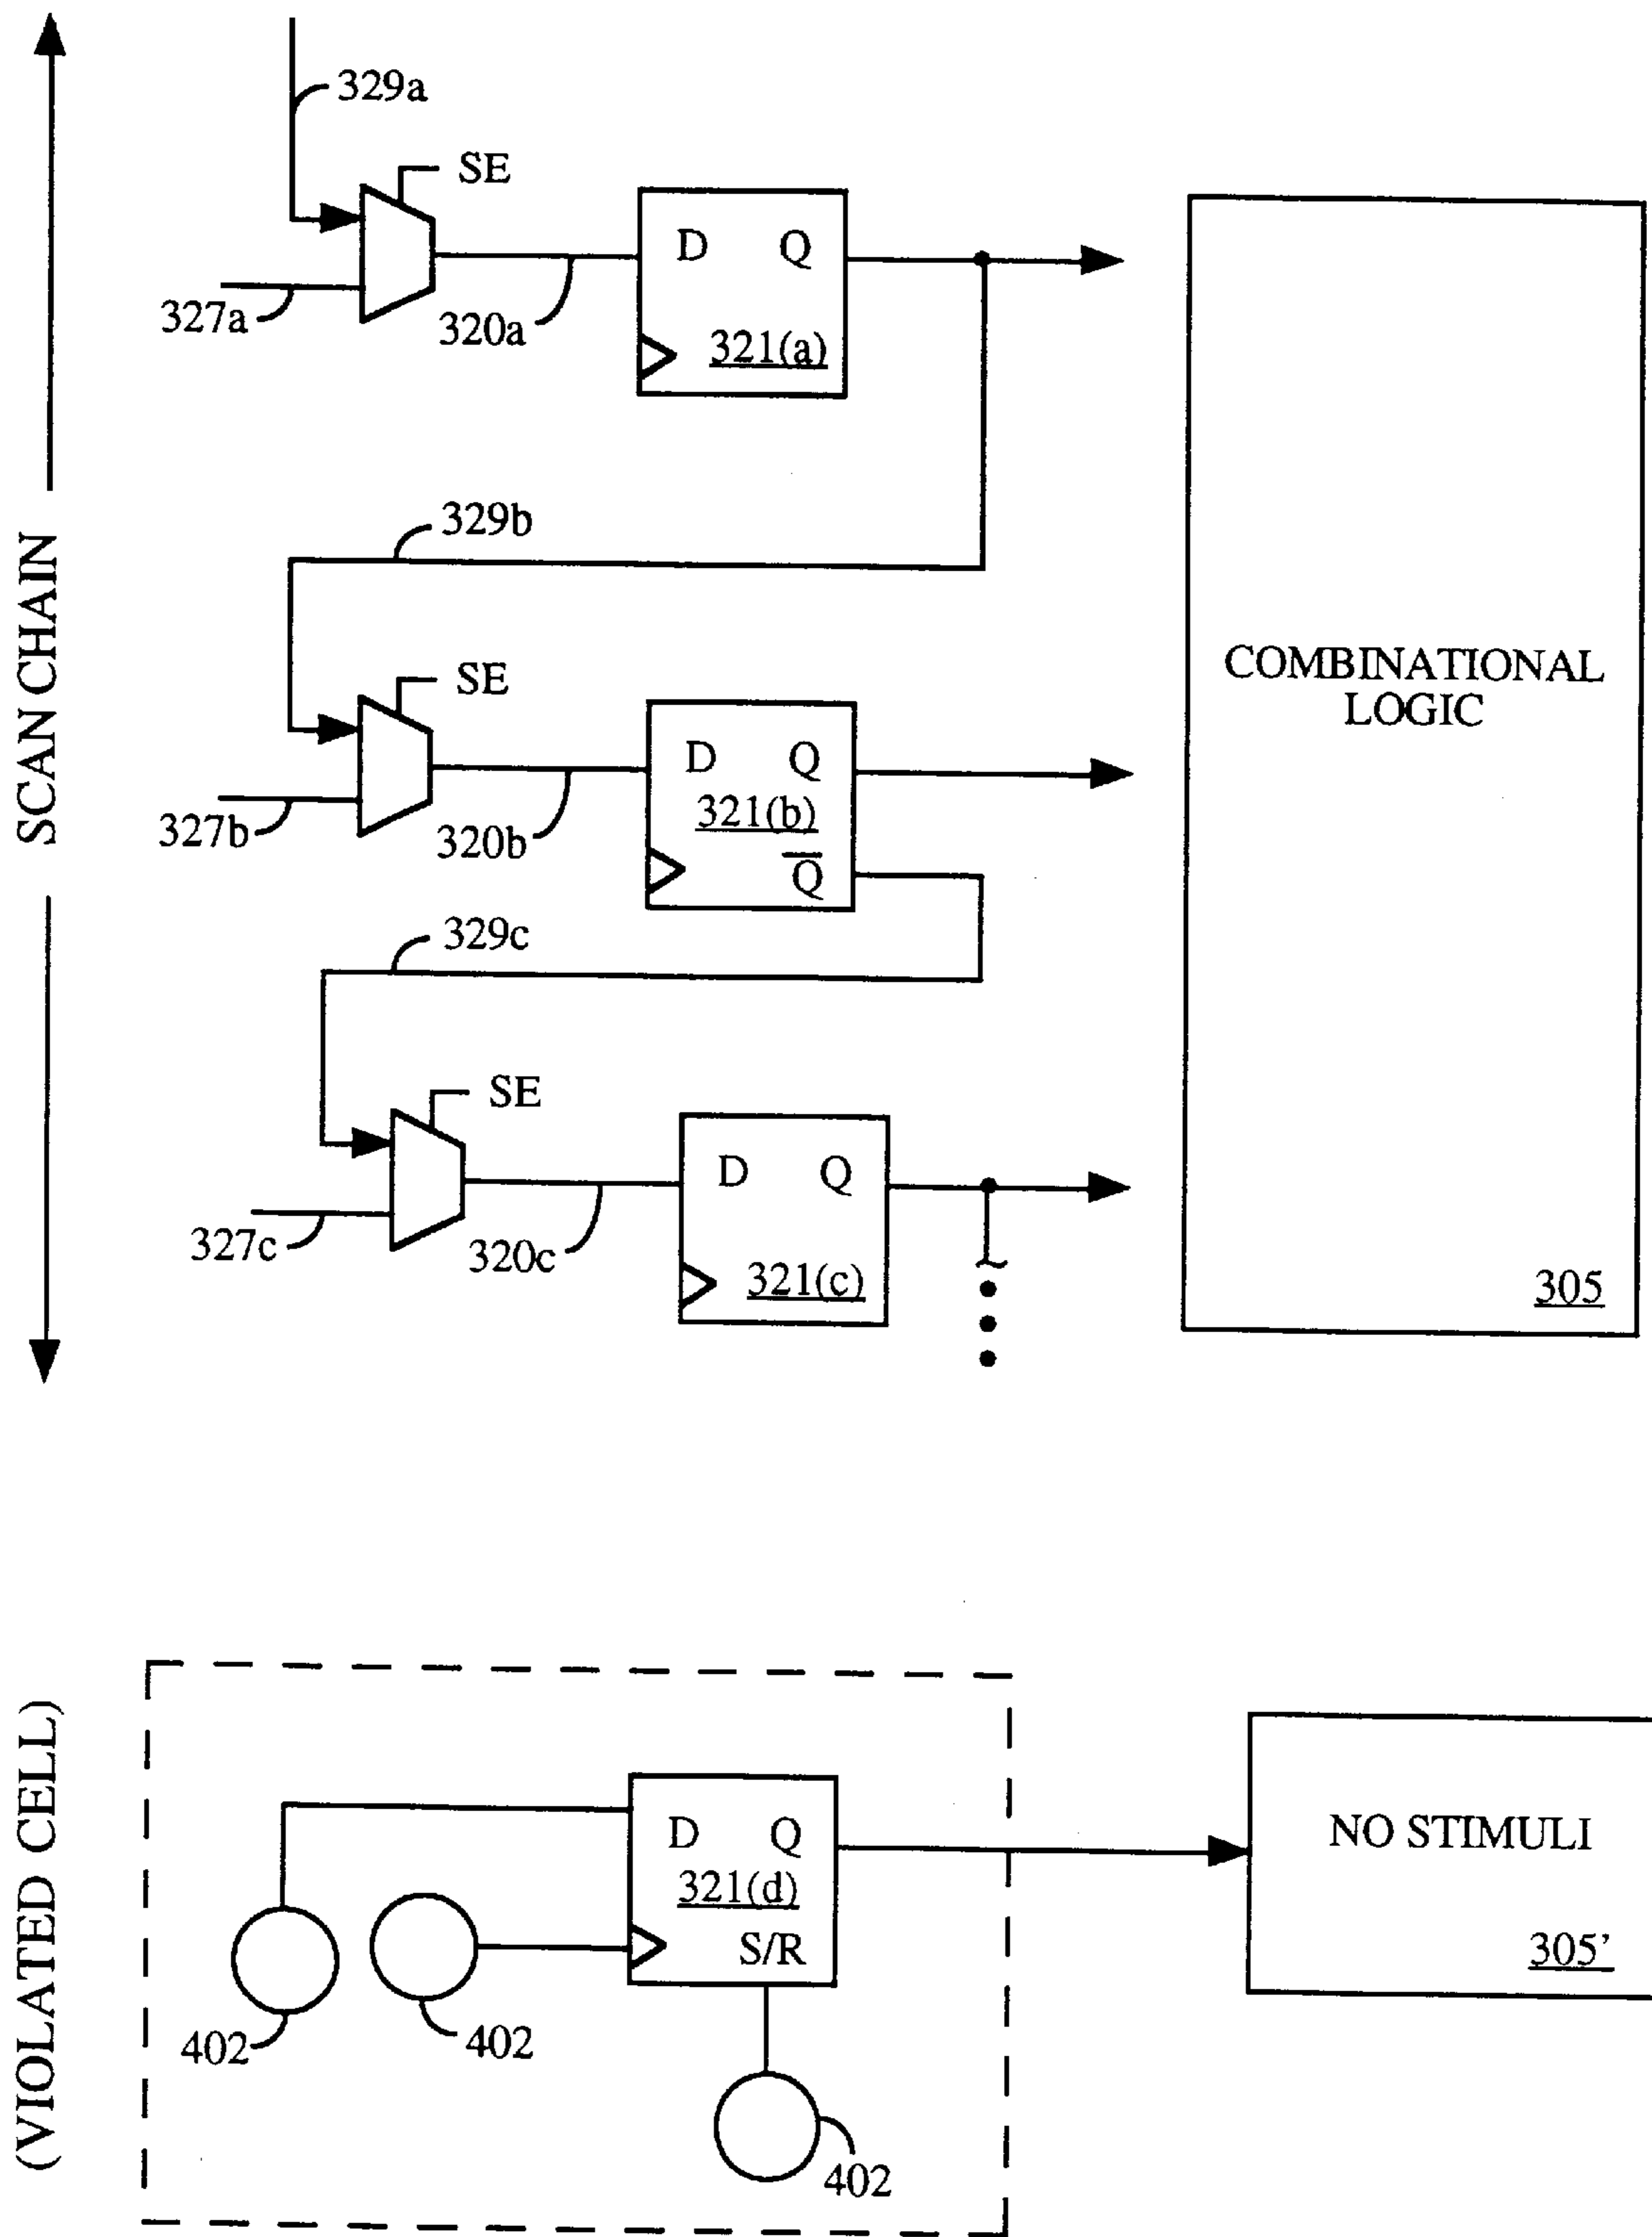 SCAN CHAIN
329a
SE
D Q
327a
320a
321(a)
329b
SE
D Q
321(b)
Q̅
327b
320b
COMBINATIONAL
LOGIC
329c
SE
D Q
327c
320c
321(c)
305
(VIOLATED CELL)
D Q
321(d)
S/R
402
402
402
NO STIMULI
305'